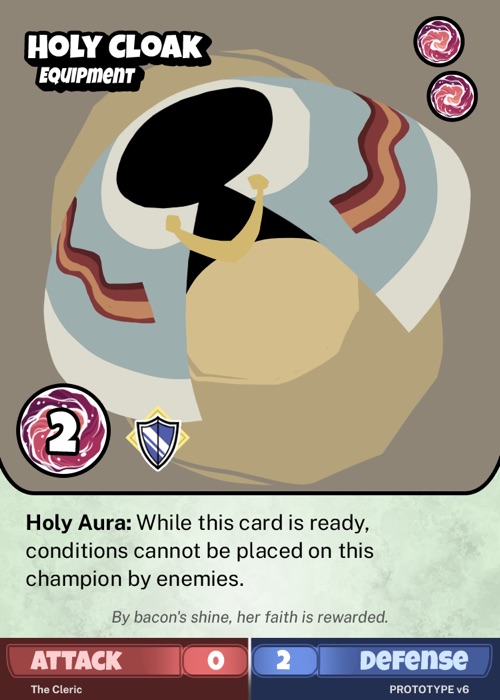 HOLY CLOAK
EQUIPMENT
2
Holy Aura: While this card is ready,
conditions cannot be placed on this
champion by enemies.
By bacon's shine, her faith is rewarded.
ATTACK 0 2 DEFENSE
The Cleric PROTOTYPE v6